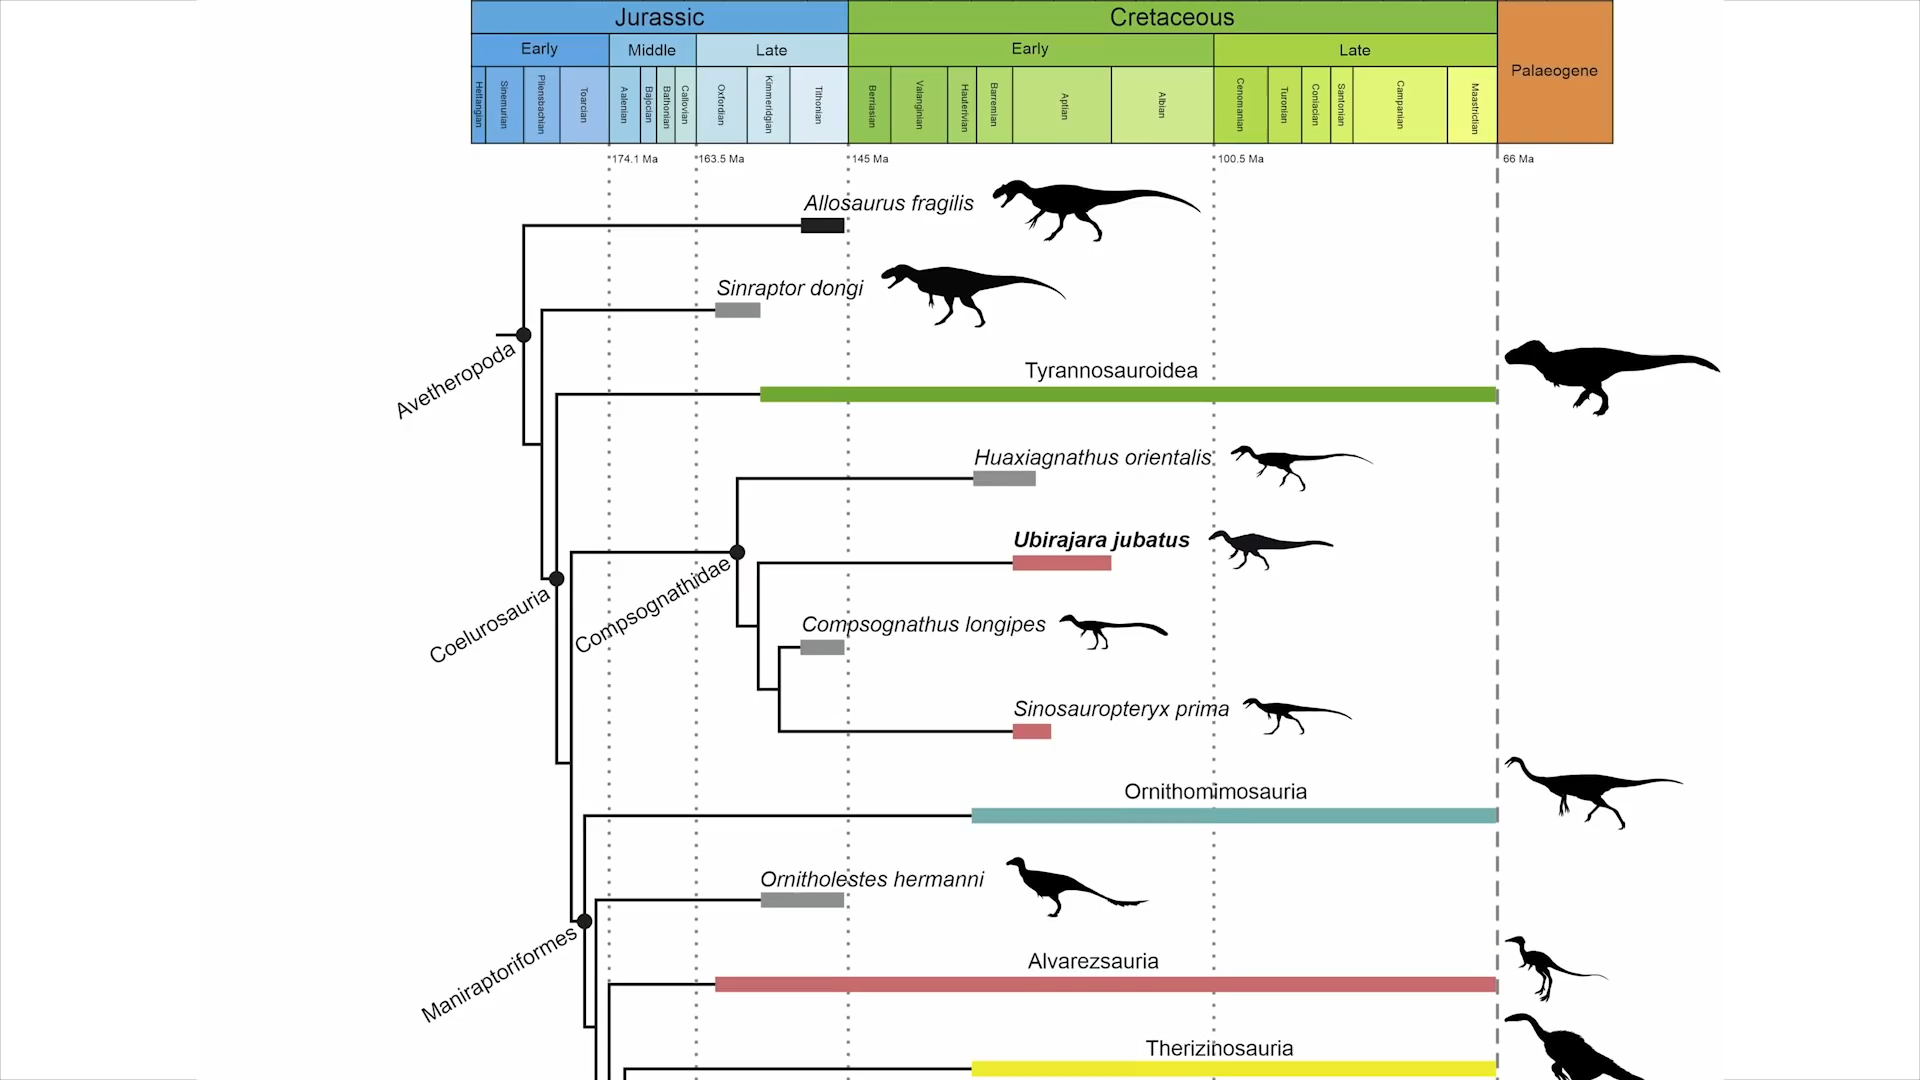 Jurassic Cretaceous
Palaeogene
Early Middle Late Early Late
Hettangian Sinemurian Pliensbachian Toarcian Aalenian Bajocian Bathonian Callovian Oxfordian Kimmeridgian Tithonian Berriasian Valanginian Hauterivian Barremian Aptian Albian Cenomanian Turonian Coniacian Santonian Campanian Maastridtian
174.1 Ma 163.5 Ma 145 Ma 100.5 Ma 66 Ma
Allosaurus fragilis
Sinraptor dongi
Avetheropoda
Tyrannosauroidea
Huaxiagnathus orientalis
Ubirajara jubatus
Coelurosauria
Compsognathidae
Compsognathus longipes
Sinosauropteryx prima
Ornithomimosauria
Ornitholestes hermanni
Maniraptoriformes
Alvarezsauria
Therizinosauria